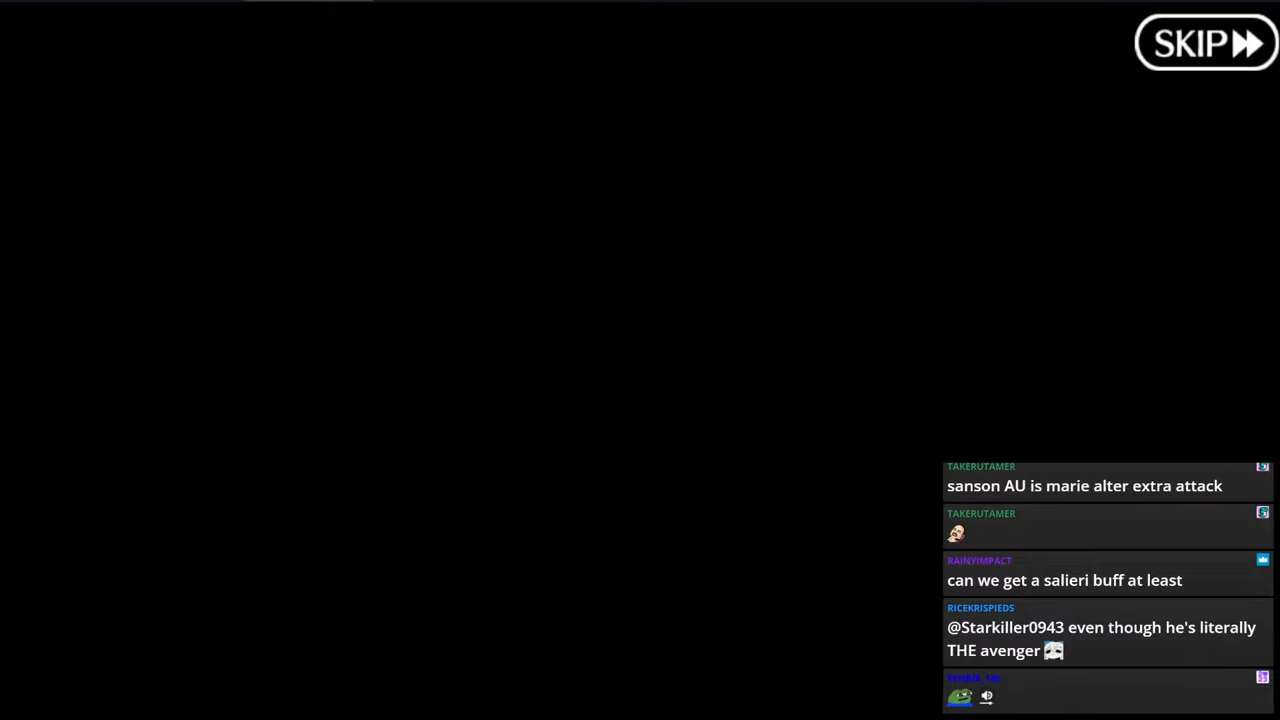 SKIP
TAKERUTAMER
sanson AU is marie alter extra attack
TAKERUTAMER
RAINYIMPACT
can we get a salieri buff at least
RICEKRISPIEDS
@Starkiller0943 even though he's literally
THE avenger